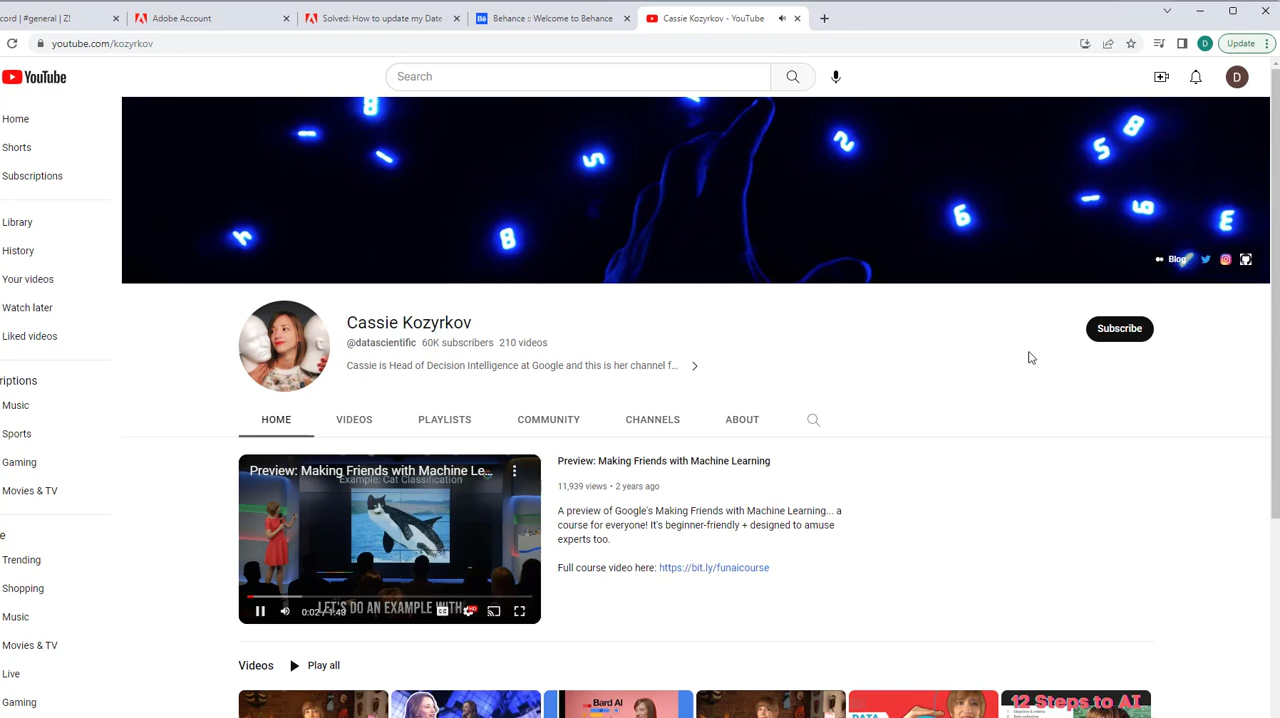 cord | #general | Z!
Adobe Account
Solved: How to update my Date
Behance :: Welcome to Behance
Cassie Kozyrkov - YouTube
youtube.com/kozyrkov
D
Update
YouTube
Search
D
Home
Shorts
Subscriptions
Library
History
Your videos
Watch later
Liked videos
riptions
Music
Sports
Gaming
Movies & TV
e
Trending
Shopping
Music
Movies & TV
Live
Gaming
Blog
Cassie Kozyrkov
@datascientific 60K subscribers 210 videos
Cassie is Head of Decision Intelligence at Google and this is her channel f...
Subscribe
HOME
VIDEOS
PLAYLISTS
COMMUNITY
CHANNELS
ABOUT
Preview: Making Friends with Machine Le...
Example: Cat Classification
LET'S DO AN EXAMPLE WITH
0:02 / 1:48
Preview: Making Friends with Machine Learning
11,939 views • 2 years ago
A preview of Google's Making Friends with Machine Learning... a
course for everyone! It's beginner-friendly + designed to amuse
experts too.
Full course video here: https://bit.ly/funaicourse
Videos
Play all
Bard AI
DATA
12 Steps to AI